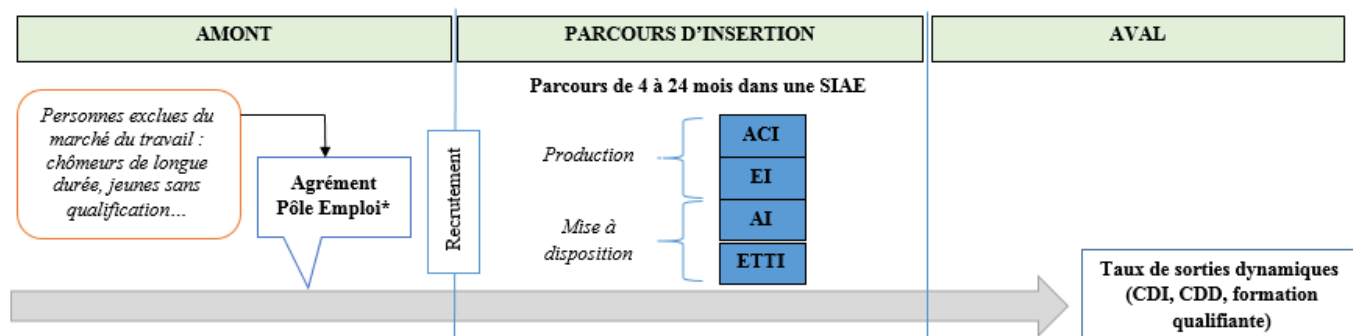 AMONT
PARCOURS D'INSERTION
AVAL
Parcours de 4 à 24 mois dans une SIAE
Personnes exclues du
marché du travail :
chômeurs de longue
durée, jeunes sans
qualification…
Agrément
Pôle Emploi*
Recrutement
Production
Mise à
disposition
ACI
EI
AI
ETTI
Taux de sorties dynamiques
(CDI, CDD, formation
qualifiante)